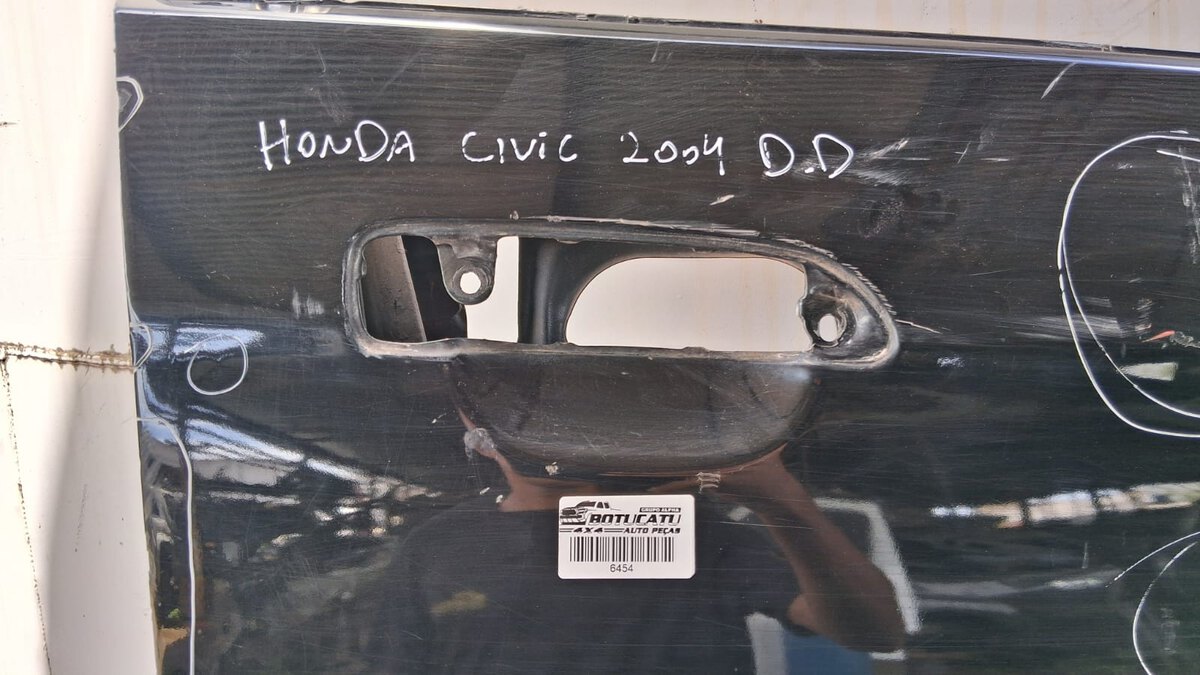 HONDA CIVIC 2004 D.D
GRUPO ALPHA
BOTUCATU
4X4 AUTO PEÇAS
6454